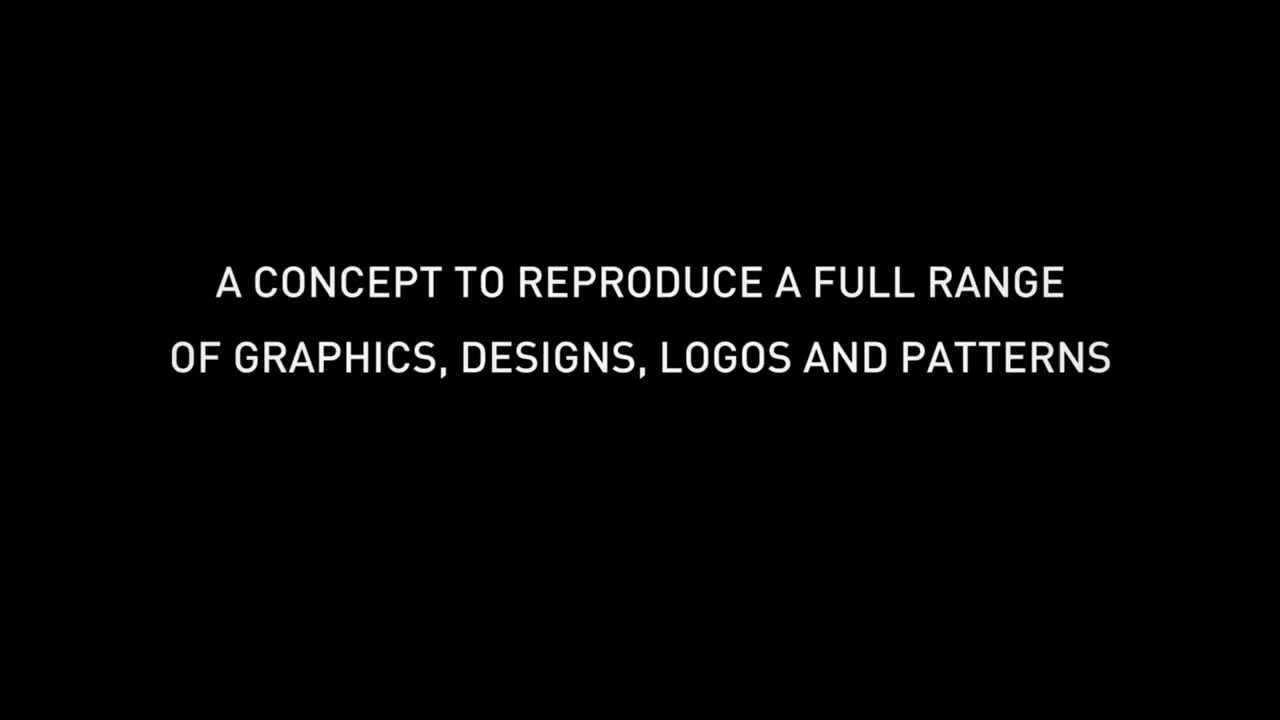 A CONCEPT TO REPRODUCE A FULL RANGE
OF GRAPHICS, DESIGNS, LOGOS AND PATTERNS